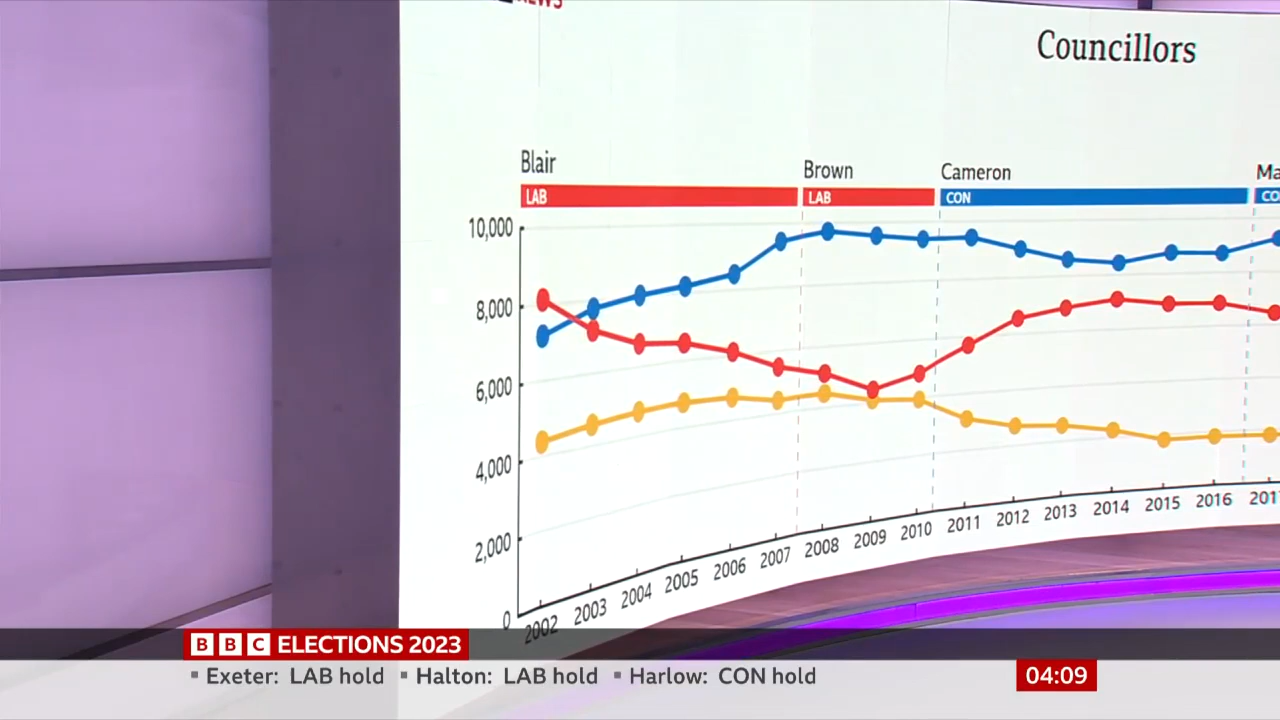 NEWS
Councillors
Blair
Brown
Cameron
LAB
LAB
CON
10,000
8,000
6,000
4,000
2,000
0
2002 2003 2004 2005 2006 2007 2008 2009 2010 2011 2012 2013 2014 2015 2016
BBC ELECTIONS 2023
▪ Exeter: LAB hold ▪ Halton: LAB hold ▪ Harlow: CON hold
04:09